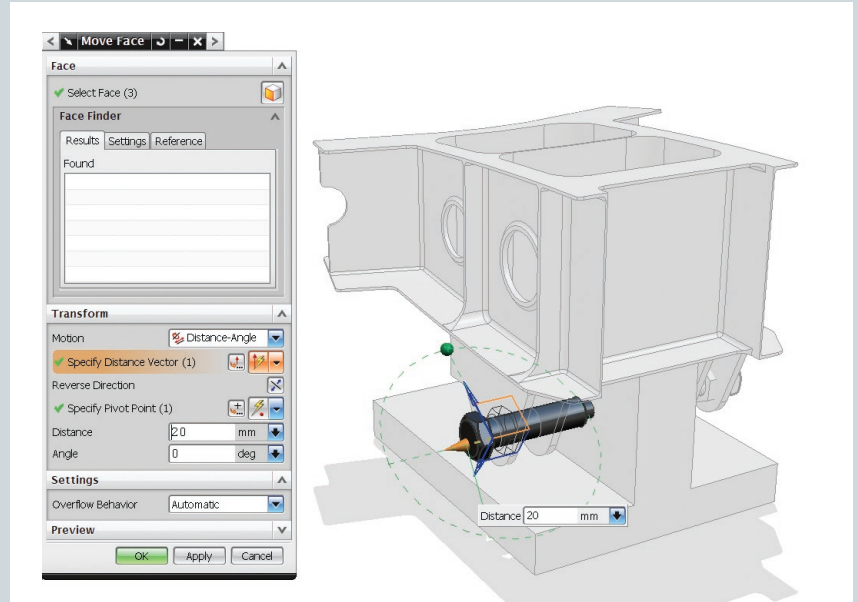 Move Face
Face
Select Face (3)
Face Finder
Results Settings Reference
Found
Transform
Motion Distance-Angle
Specify Distance Vector (1)
Reverse Direction
Specify Pivot Point (1)
Distance 20 mm
Angle 0 deg
Settings
Overflow Behavior Automatic
Preview
OK Apply Cancel
Distance 20 mm